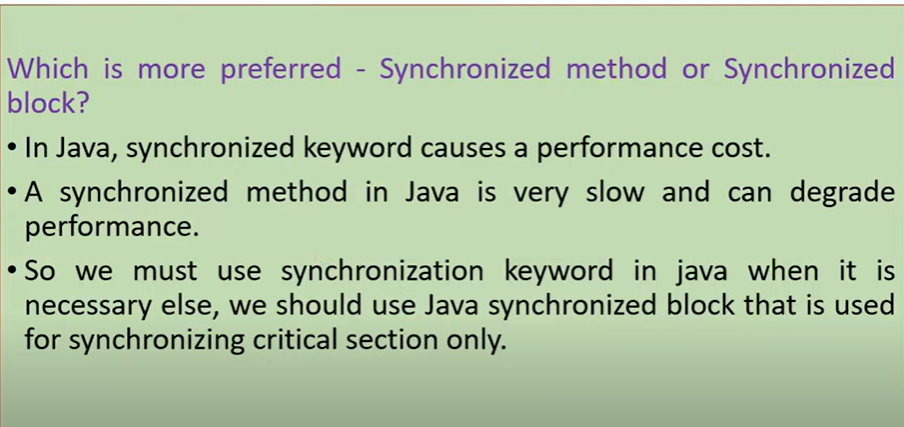 Which is more preferred - Synchronized method or Synchronized
block?
• In Java, synchronized keyword causes a performance cost.
• A synchronized method in Java is very slow and can degrade
performance.
• So we must use synchronization keyword in java when it is
necessary else, we should use Java synchronized block that is used
for synchronizing critical section only.